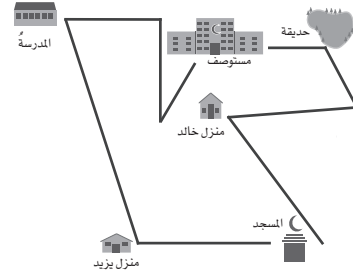 المدرسةُ
حديقة
مستوصف
منزل خالد
المسجد
منزل يزيد